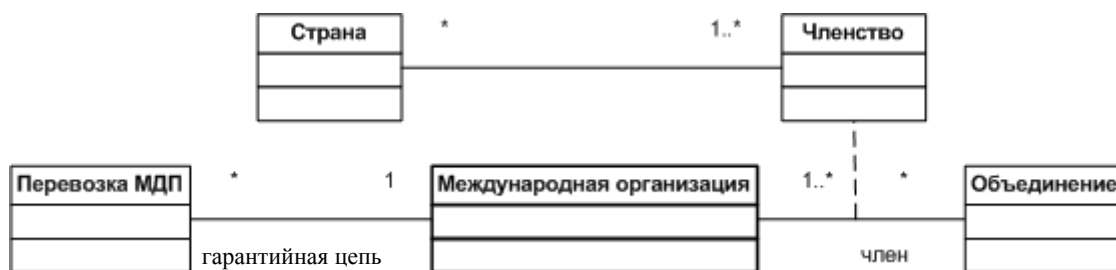 Страна * 1..* Членство
Перевозка МДП * 1 Международная организация 1..* * Объединение
гарантийная цепь член